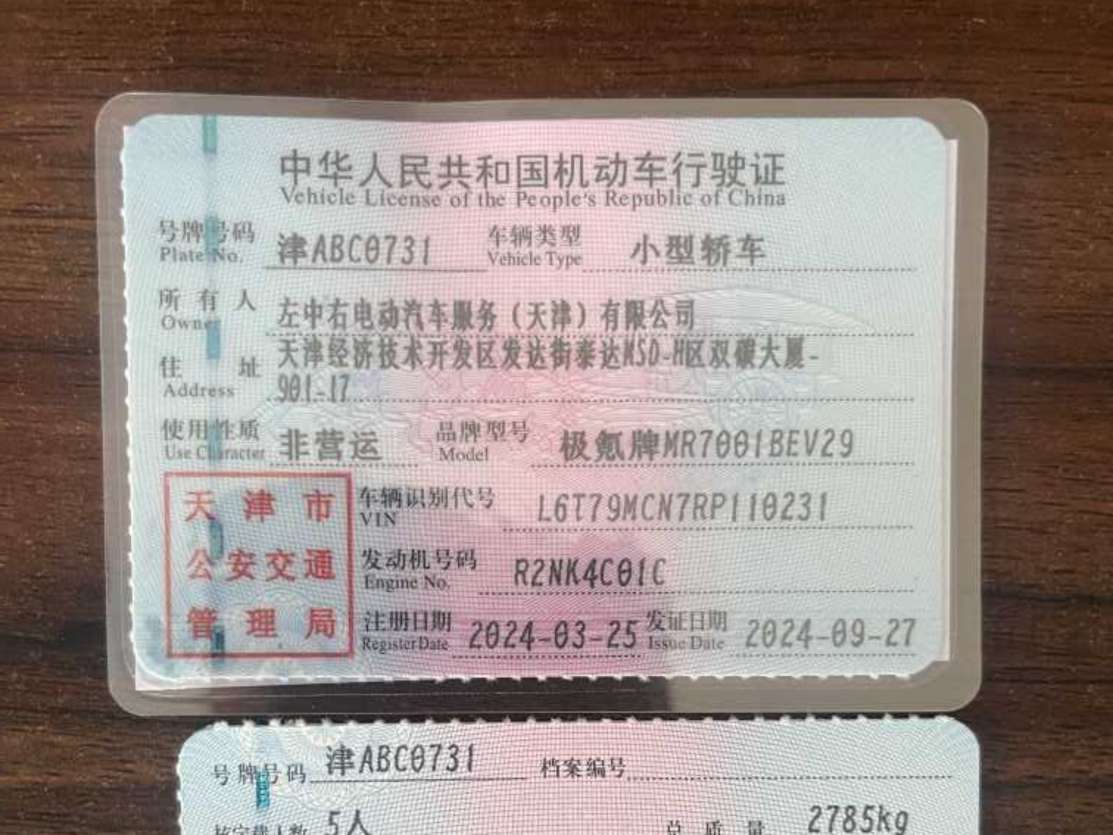 中华人民共和国机动车行驶证
Vehicle License of the People's Republic of China
号牌号码 津ABC0731 车辆类型 小型轿车
Plate No. Vehicle Type
所有人 左中右电动汽车服务（天津）有限公司
Owner
住址 天津经济技术开发区发达街泰达MSD-H区双碳大厦-
Address 901-17
使用性质 非营运 品牌型号 极氪牌MR7001BEV29
Use Character Model
天津市
公安交通
管理局
车辆识别代号 L6T79MCN7RP110231
VIN
发动机号码 R2NK4C01C
Engine No.
注册日期 2024-03-25 发证日期 2024-09-27
Register Date Issue Date
号牌号码 津ABC0731 档案编号
核定载人数 5人 总质量 2785kg